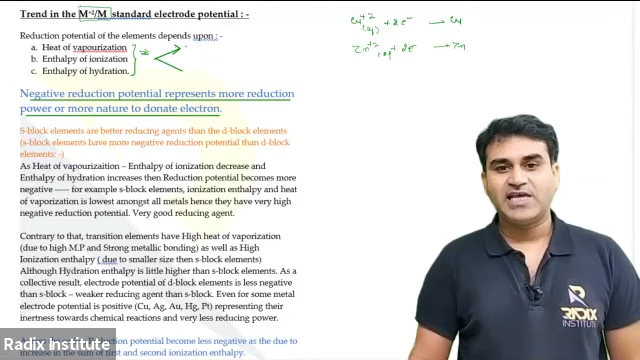 Trend in the M⁺²/M standard electrode potential : -
Reduction potential of the elements depends upon : -
a. Heat of vapourization
b. Enthalpy of ionization
c. Enthalpy of hydration.
Cu⁺²(aq) + 2e⁻ → Cu
Zn⁺²(aq) + 2e⁻ → Zn
Negative reduction potential represents more reduction
power or more nature to donate electron.
S-block elements are better reducing agents than the d-block elements
(s-block elements have more negative reduction potential than d-block
elements: -)
As Heat of vapourizaition – Enthalpy of ionization decrease and
Enthalpy of hydration increases then Reduction potential becomes more
negative ----- for example s-block elements, ionization enthalpy and heat
of vaporization is lowest amongst all metals hence they have very high
negative reduction potential. Very good reducing agent.
Contrary to that, transition elements have High heat of vaporization
(due to high M.P and Strong metallic bonding) as well as High
Ionization enthalpy ( due to smaller size then s-block elements)
Although Hydration enthalpy is little higher than s-block elements. As a
collective result, electrode potential of d-block elements is less negative
than s-block – weaker reducing agent than s-block. Even for some metal
electrode potential is positive (Cu, Ag, Au, Hg, Pt) representing their
inertness towards chemical reactions and very less reducing power.
potential become less negative as the due to
increase in the sum of first and second ionization enthalpy.
RADIX
INSTITUTE
Radix Institute